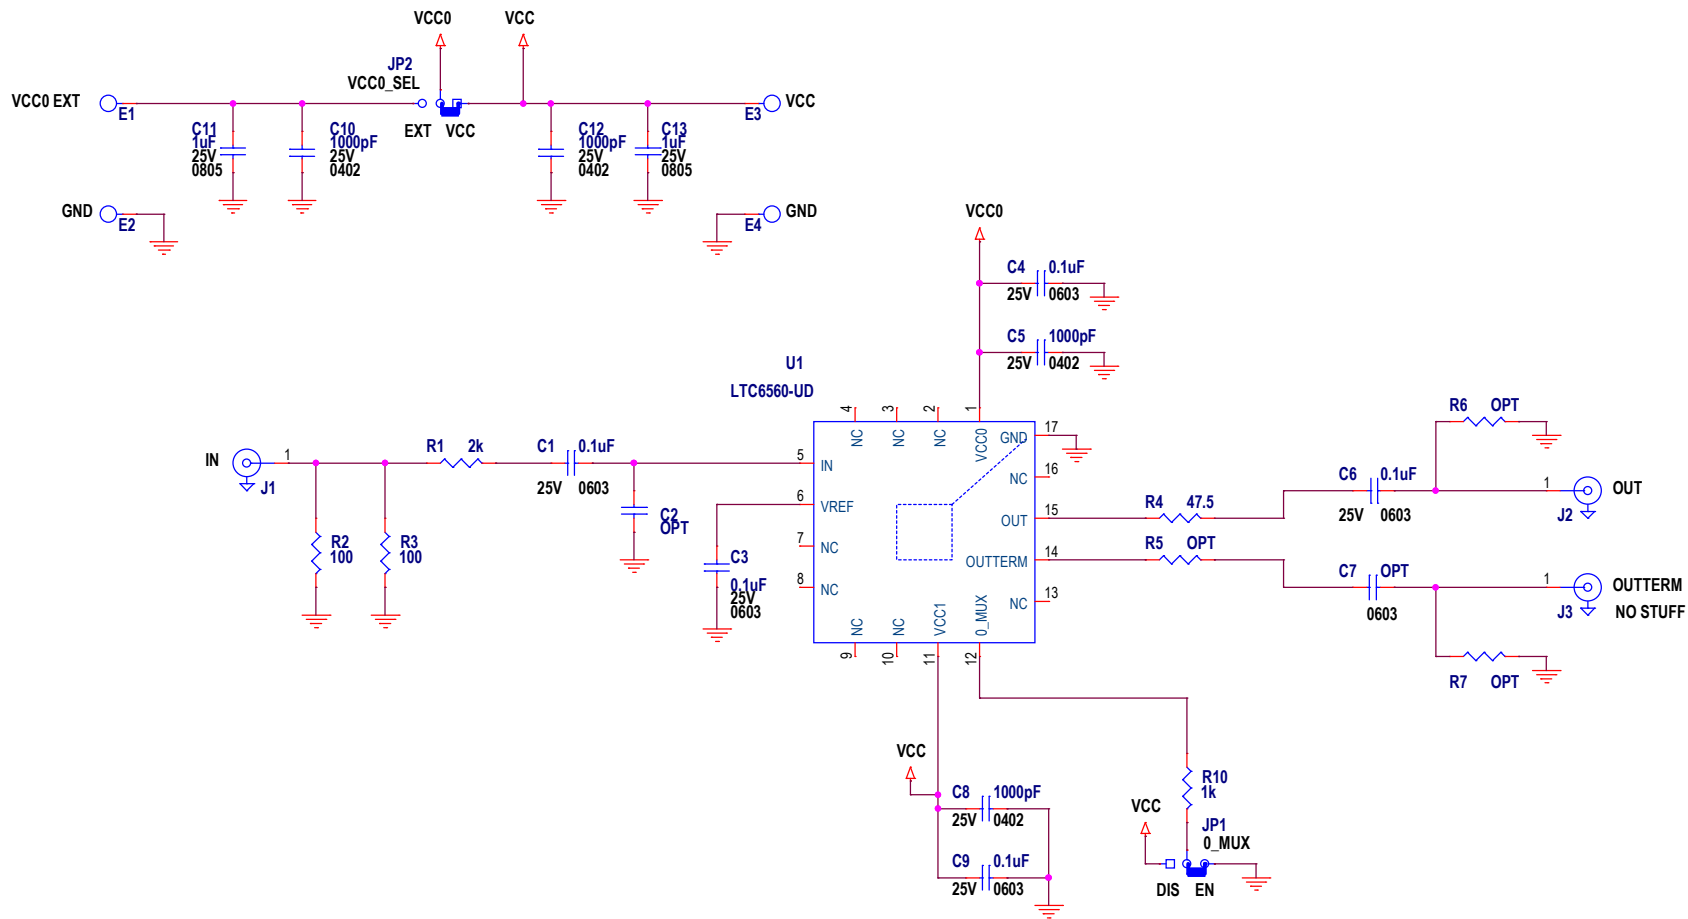 VCC0 VCC
JP2
VCC0_SEL
VCC0 EXT
E1
EXT VCC
E3
VCC
C11
1uF
25V
0805
C10
1000pF
25V
0402
C12
1000pF
25V
0402
C13
1uF
25V
0805
GND
E2
E4
GND
VCC0
C4 0.1uF
25V 0603
C5 1000pF
25V 0402
U1
LTC6560-UD
4 3 2 1
NC NC NC VCC0
GND 17
NC 16
OUT 15
OUTTERM 14
NC 13
5 IN
6 VREF
7 NC
8 NC
NC NC VCC1 0_MUX
9 10 11 12
IN
J1
1
R1 2k
C1 0.1uF
25V 0603
R2
100
R3
100
C2
OPT
C3
0.1uF
25V
0603
R4 47.5
R5 OPT
R6 OPT
C6 0.1uF
25V 0603
1
J2
OUT
C7 OPT
0603
1
J3
OUTTERM
NO STUFF
R7 OPT
VCC
C8 1000pF
25V 0402
C9 0.1uF
25V 0603
R10
1k
VCC
JP1
0_MUX
DIS EN